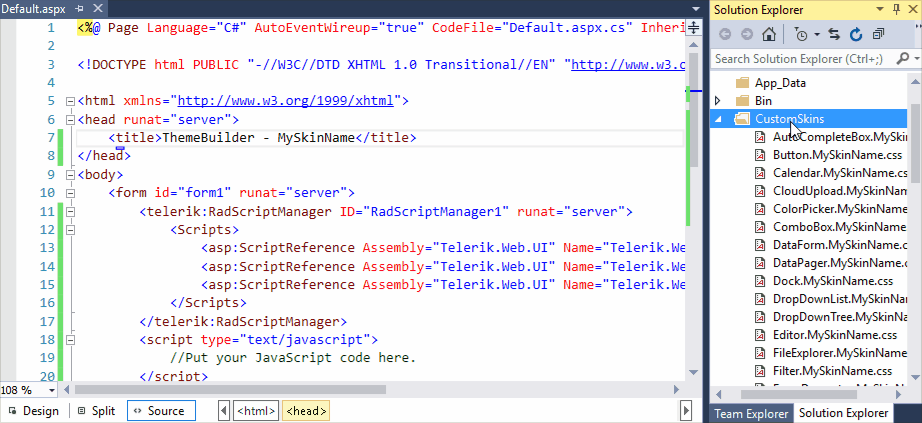 Default.aspx
1 <%@ Page Language="C#" AutoEventWireup="true" CodeFile="Default.aspx.cs" Inheri
2
3 <!DOCTYPE html PUBLIC "-//W3C//DTD XHTML 1.0 Transitional//EN" "http://www.w3.o
4
5 <html xmlns="http://www.w3.org/1999/xhtml">
6 <head runat="server">
7 <title>ThemeBuilder - MySkinName</title>
8 </head>
9 <body>
10 <form id="form1" runat="server">
11 <telerik:RadScriptManager ID="RadScriptManager1" runat="server">
12 <Scripts>
13 <asp:ScriptReference Assembly="Telerik.Web.UI" Name="Telerik.We
14 <asp:ScriptReference Assembly="Telerik.Web.UI" Name="Telerik.We
15 <asp:ScriptReference Assembly="Telerik.Web.UI" Name="Telerik.We
16 </Scripts>
17 </telerik:RadScriptManager>
18 <script type="text/javascript">
19 //Put your JavaScript code here.
20 </script>
108 %
Design Split Source <html> <head>
Solution Explorer
Search Solution Explorer (Ctrl+;)
App_Data
Bin
CustomSkins
AutoCompleteBox.MySkin
Button.MySkinName.css
Calendar.MySkinName.css
CloudUpload.MySkinName
ColorPicker.MySkinName
ComboBox.MySkinName.
DataForm.MySkinName.c
DataPager.MySkinName.c
Dock.MySkinName.css
DropDownList.MySkinNa
DropDownTree.MySkinNa
Editor.MySkinName.css
FileExplorer.MySkinName
Filter.MySkinName.css
Team Explorer Solution Explorer